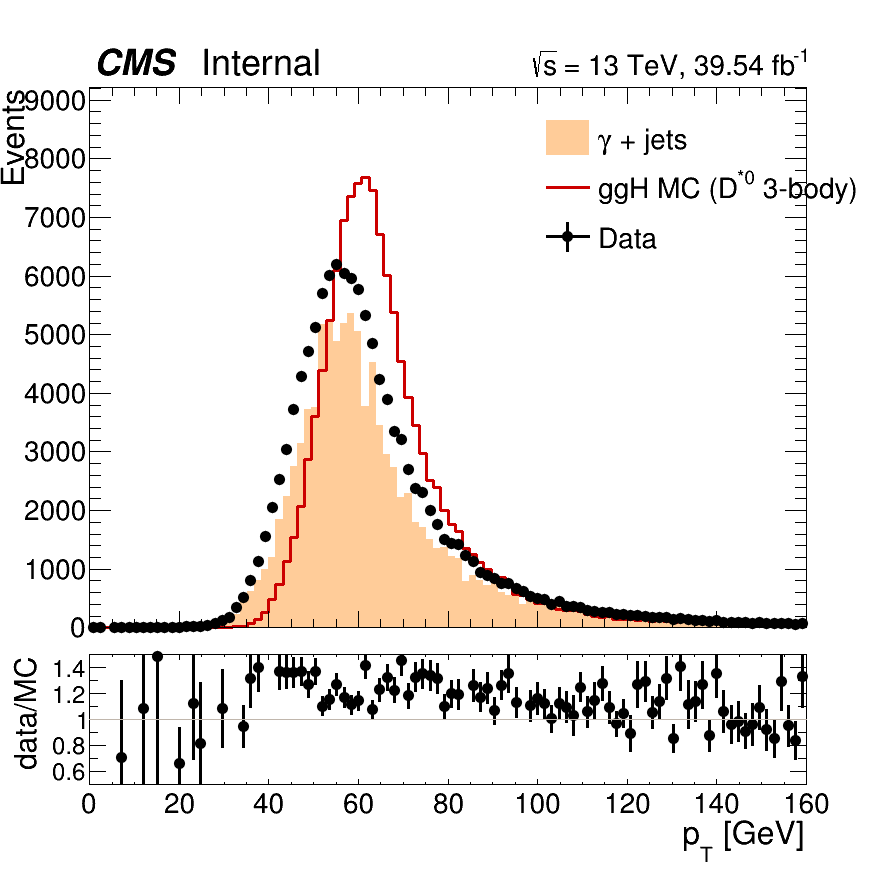 CMS Internal
√s = 13 TeV, 39.54 fb⁻¹
Events
9000
8000
7000
6000
5000
4000
3000
2000
1000
0
γ + jets
ggH MC (D*⁰ 3-body)
Data
data/MC
1.4
1.2
1
0.8
0.6
0 20 40 60 80 100 120 140 160
p_T [GeV]